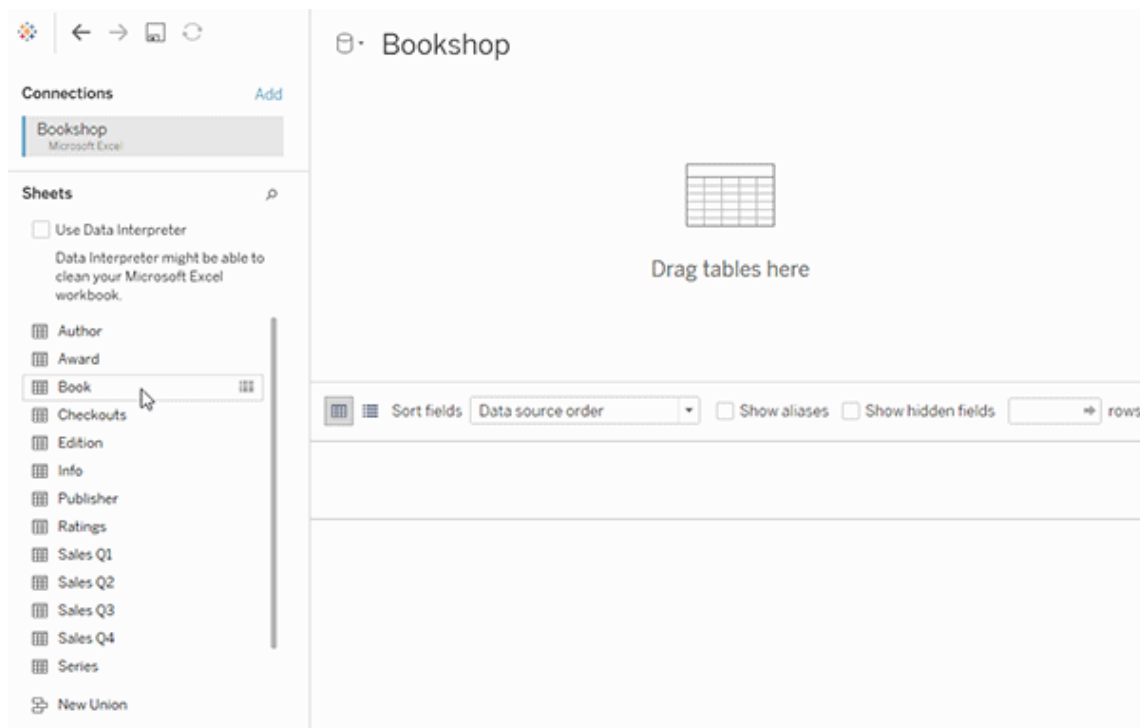 Bookshop
Connections Add
Bookshop
Microsoft Excel
Sheets
Use Data Interpreter
Data Interpreter might be able to
clean your Microsoft Excel
workbook.
Author
Award
Book
Checkouts
Edition
Info
Publisher
Ratings
Sales Q1
Sales Q2
Sales Q3
Sales Q4
Series
New Union
Drag tables here
Sort fields Data source order Show aliases Show hidden fields rows